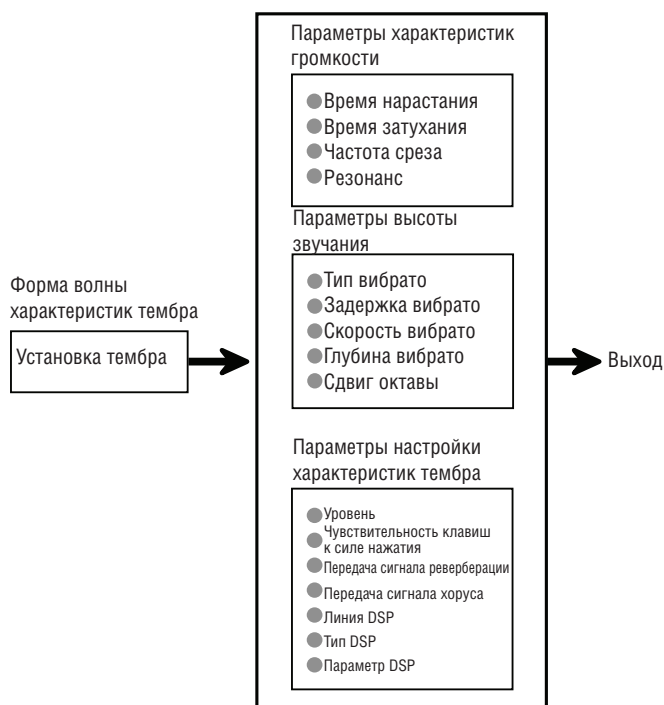 Форма волны
характеристик тембра
Установка тембра
Параметры характеристик
громкости
Время нарастания
Время затухания
Частота среза
Резонанс
Параметры высоты
звучания
Тип вибрато
Задержка вибрато
Скорость вибрато
Глубина вибрато
Сдвиг октавы
Параметры настройки
характеристик тембра
Уровень
Чувствительность клавиш
к силе нажатия
Передача сигнала реверберации
Передача сигнала хоруса
Линия DSP
Тип DSP
Параметр DSP
Выход